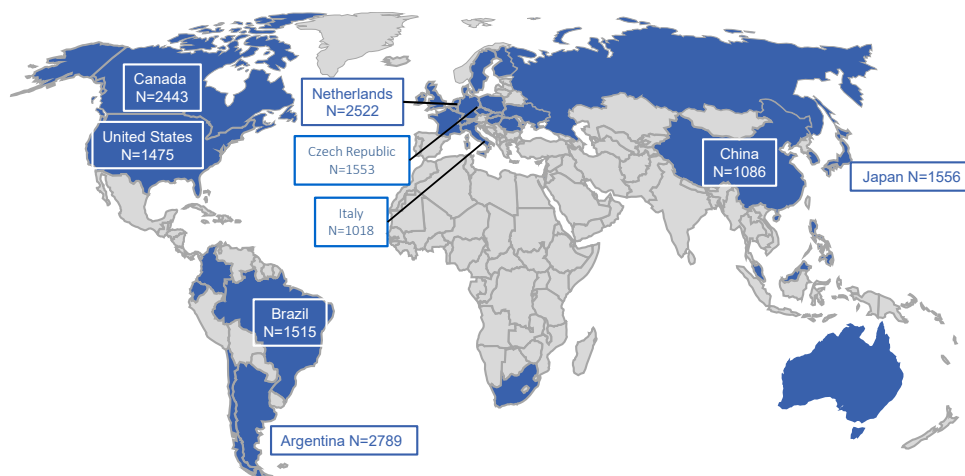 Canada
N=2443
United States
N=1475
Netherlands
N=2522
Czech Republic
N=1553
Italy
N=1018
China
N=1086
Japan N=1556
Brazil
N=1515
Argentina N=2789